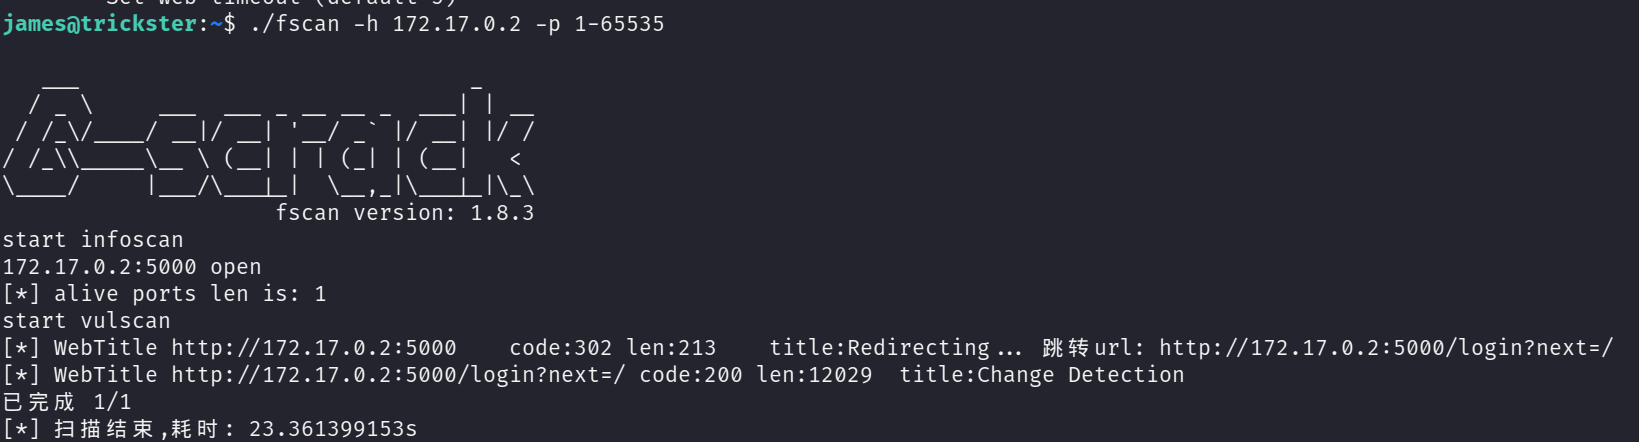 Set web timeout (default 5)
james@trickster:~$ ./fscan -h 172.17.0.2 -p 1-65535
   ___                              _
  / _ \     ___  ___ _ __ __ _  ___| | __
 / /_\/____/ __|/ __| '__/ _` |/ __| |/ /
/ /_\\_____\__ \ (__| | | (_| | (__|   <
\____/     |___/\___|_|  \__,_|\___|_|\_\
                     fscan version: 1.8.3
start infoscan
172.17.0.2:5000 open
[*] alive ports len is: 1
start vulscan
[*] WebTitle http://172.17.0.2:5000    code:302 len:213    title:Redirecting... 跳转url: http://172.17.0.2:5000/login?next=/
[*] WebTitle http://172.17.0.2:5000/login?next=/ code:200 len:12029  title:Change Detection
已完成 1/1
[*] 扫描结束,耗时: 23.361399153s